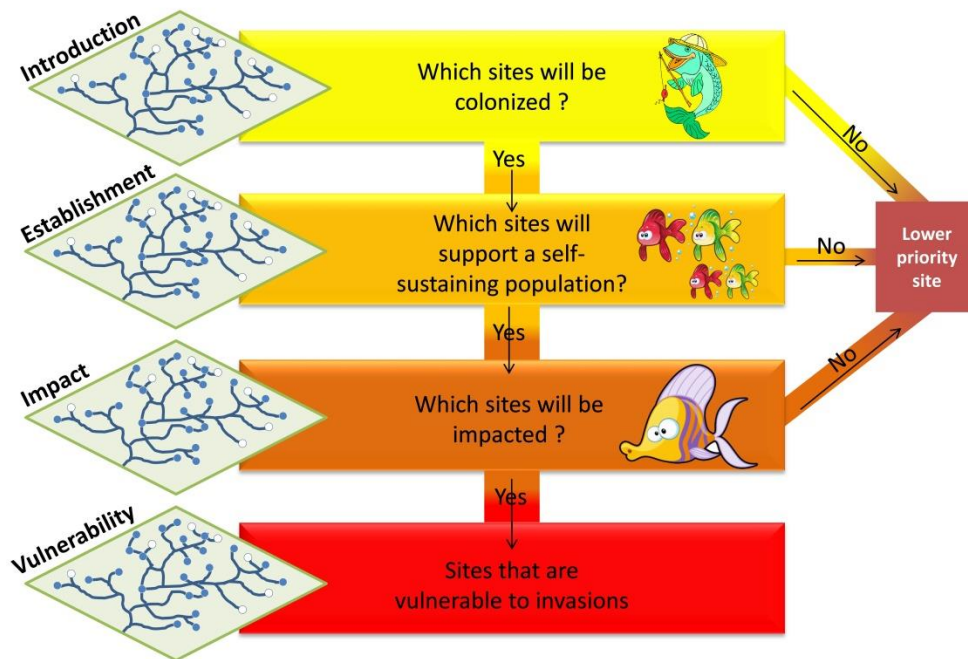 Introduction
Which sites will be
colonized ?
No
Yes
Establishment
Which sites will
support a self-
sustaining population?
No
Lower
priority
site
Yes
Impact
Which sites will be
impacted ?
No
Yes
Vulnerability
Sites that are
vulnerable to invasions